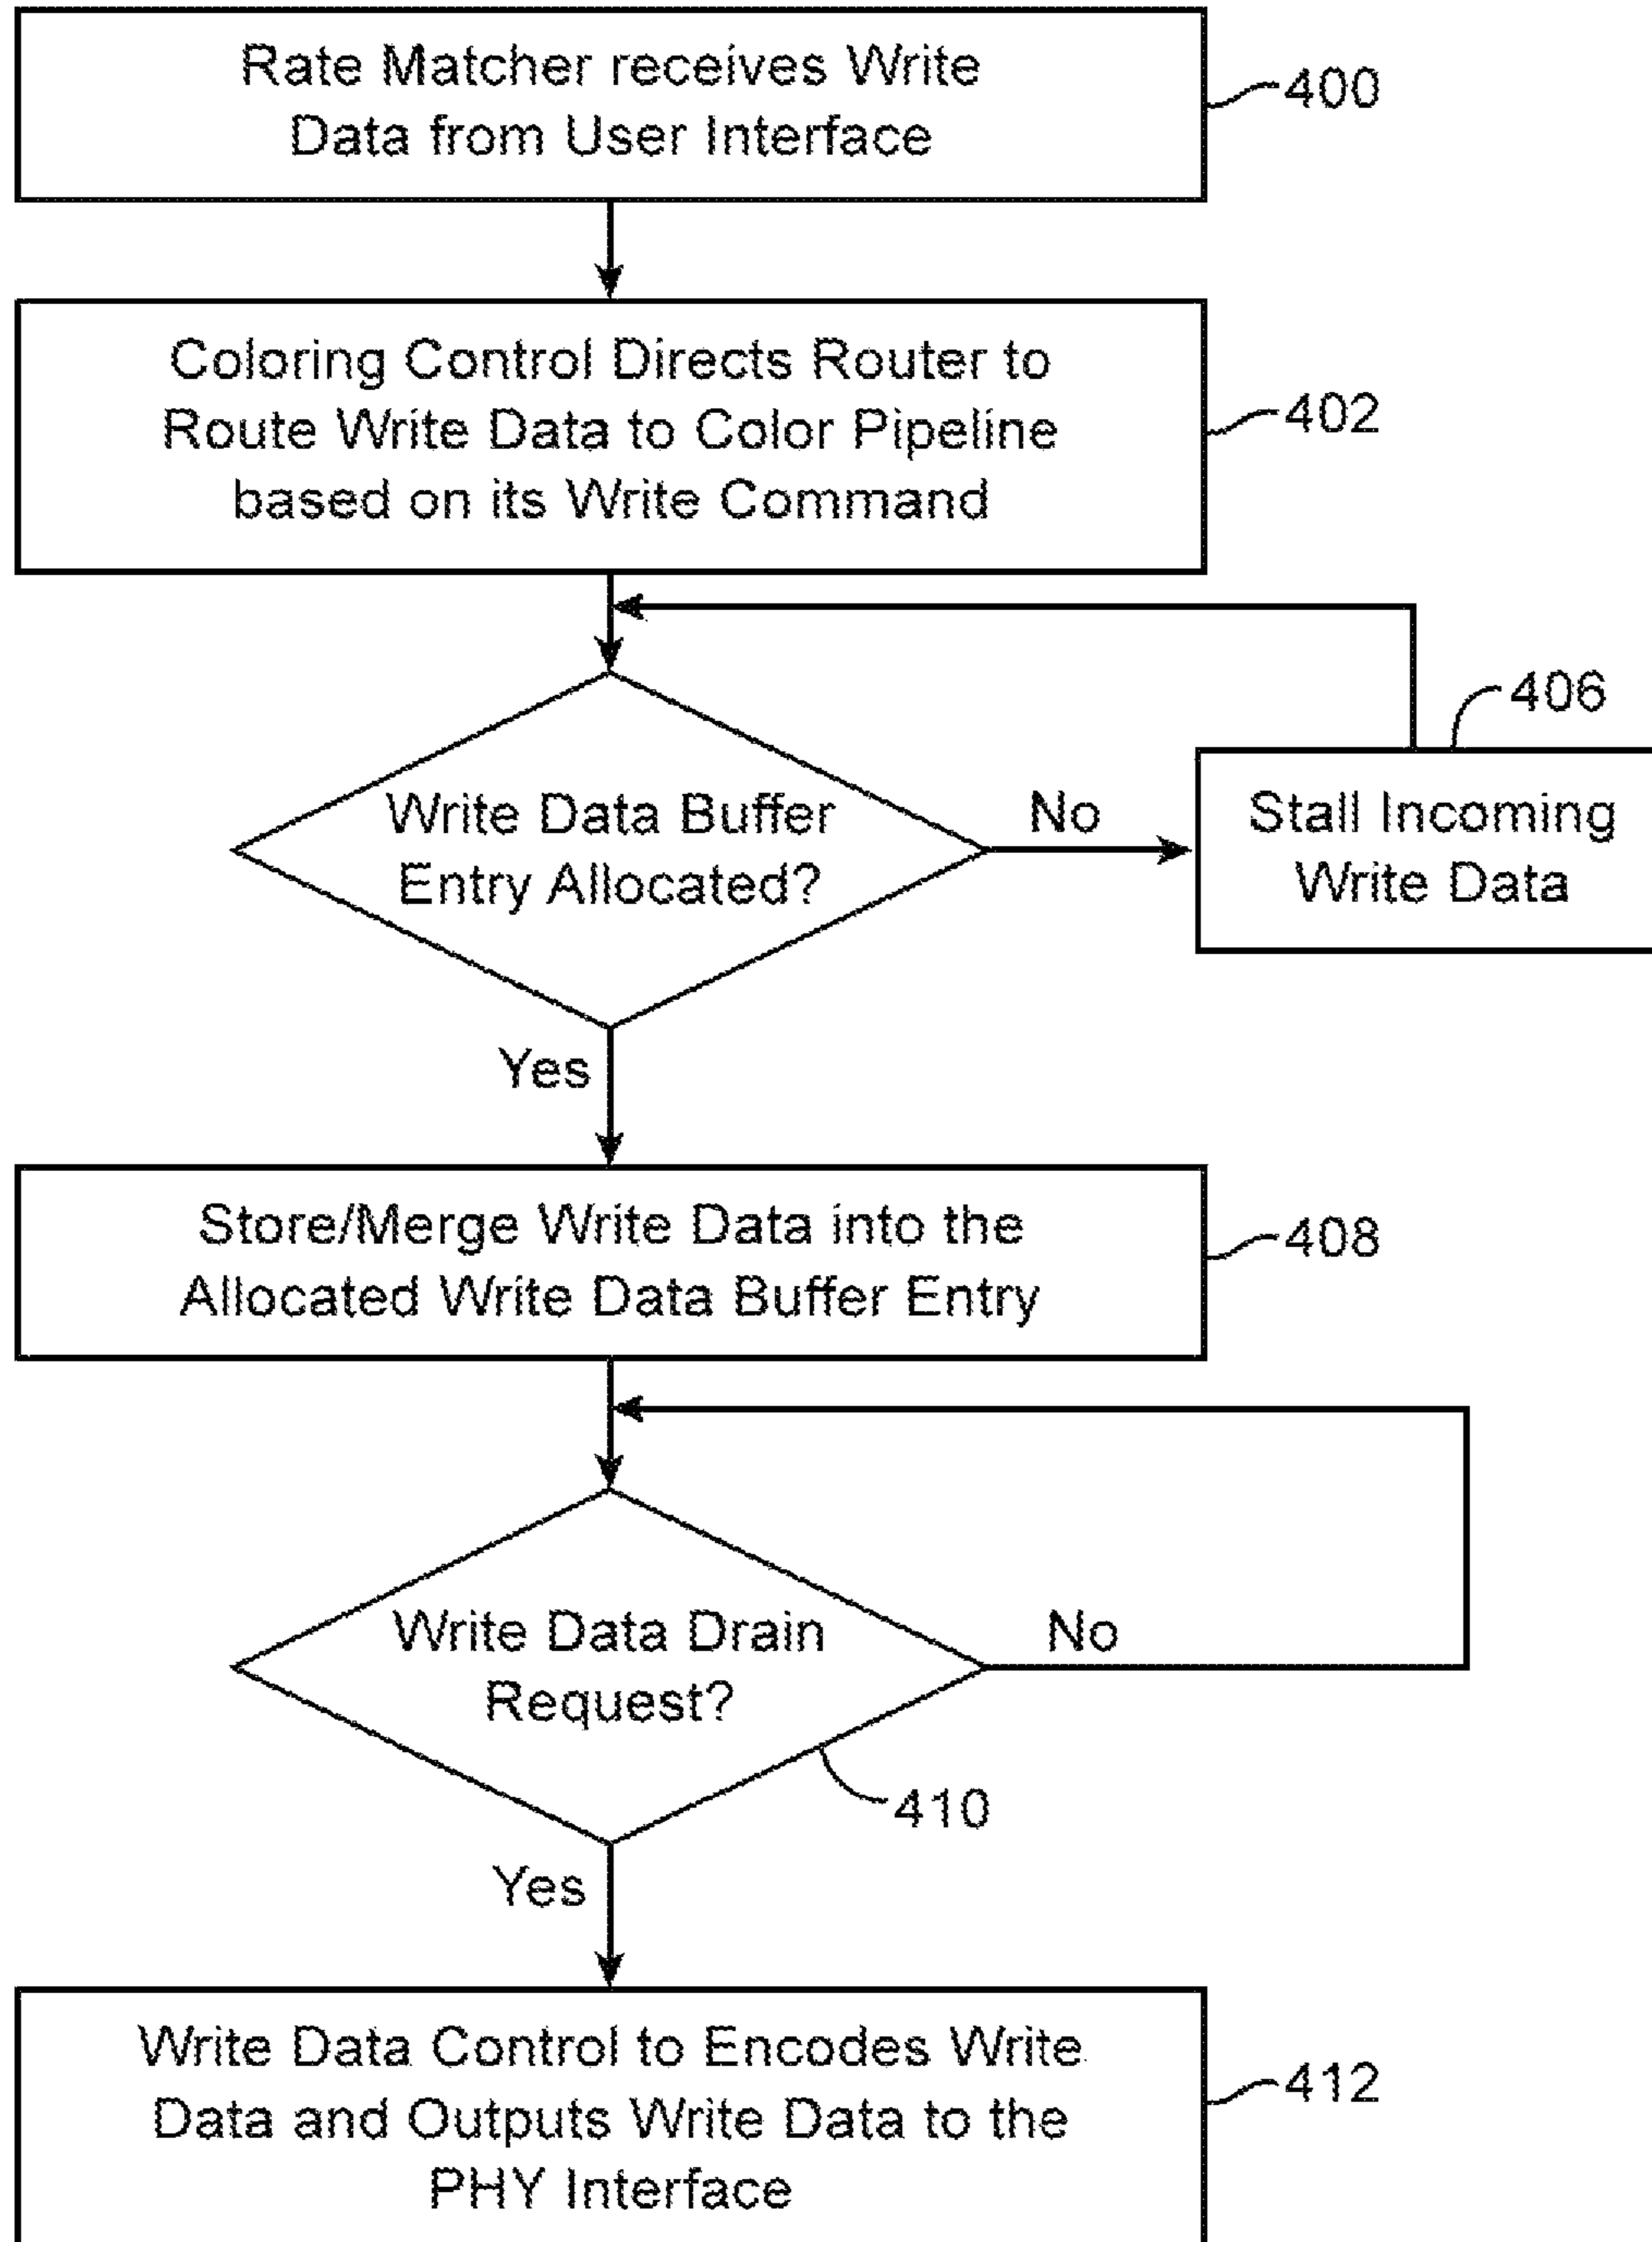 Rate Matcher receives Write
Data from User Interface
400
Coloring Control Directs Router to
Route Write Data to Color Pipeline
based on its Write Command
402
406
Write Data Buffer
Entry Allocated?
No
Stall Incoming
Write Data
Yes
Store/Merge Write Data into the
Allocated Write Data Buffer Entry
408
Write Data Drain
Request?
No
410
Yes
Write Data Control to Encodes Write
Data and Outputs Write Data to the
PHY Interface
412